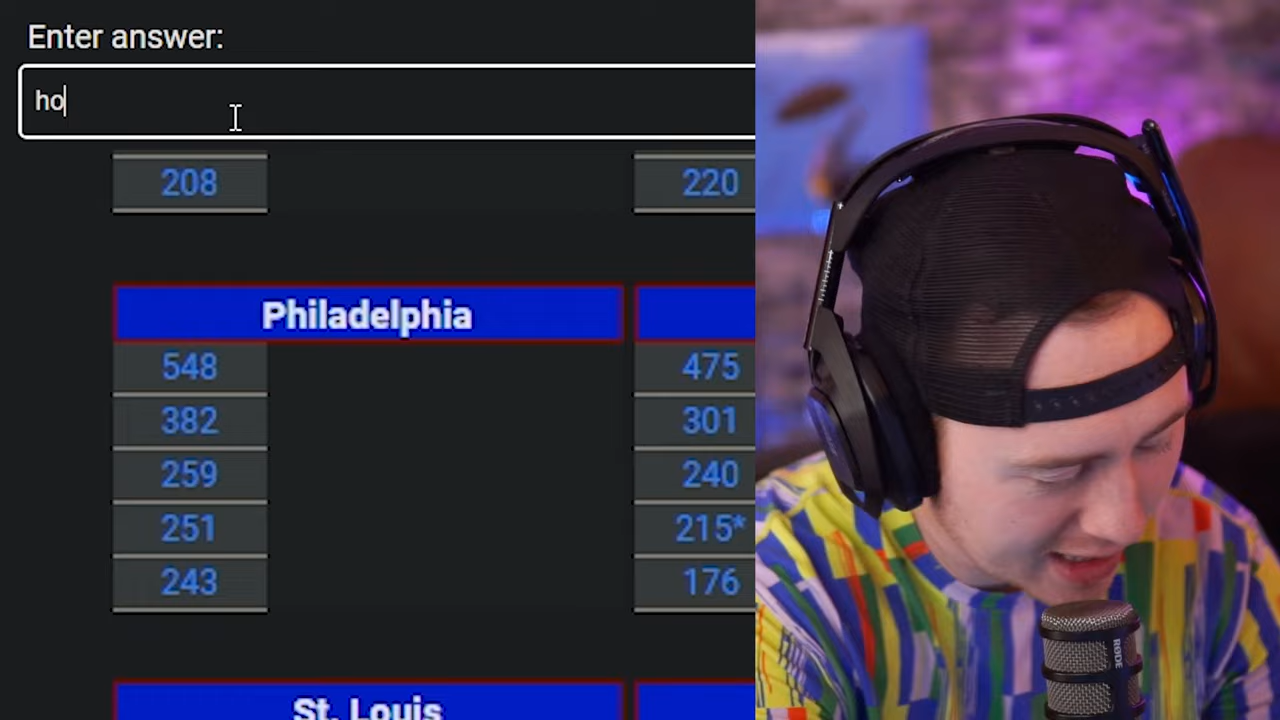 Enter answer:
ho
208 220
Philadelphia
548 475
382 301
259 240
251 215*
243 176
St. Louis
RØDE